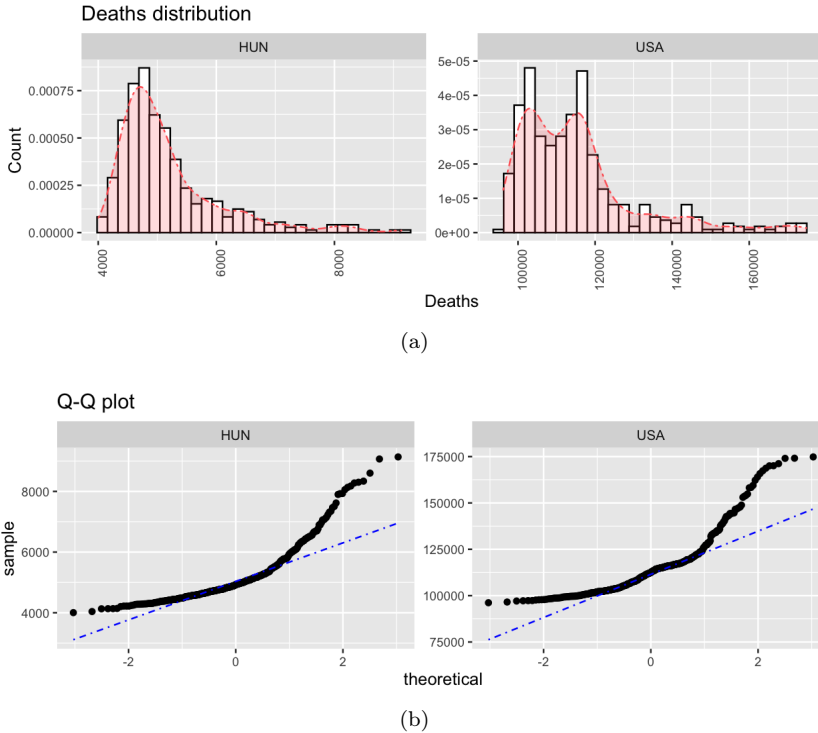 Deaths distribution
HUN USA
Count
0.00075
0.00050
0.00025
0.00000
5e-05
4e-05
3e-05
2e-05
1e-05
0e+00
4000 6000 8000
100000 120000 140000 160000
Deaths
(a)
Q-Q plot
HUN USA
sample
8000
6000
4000
175000
150000
125000
100000
75000
-2 0 2
-2 0 2
theoretical
(b)